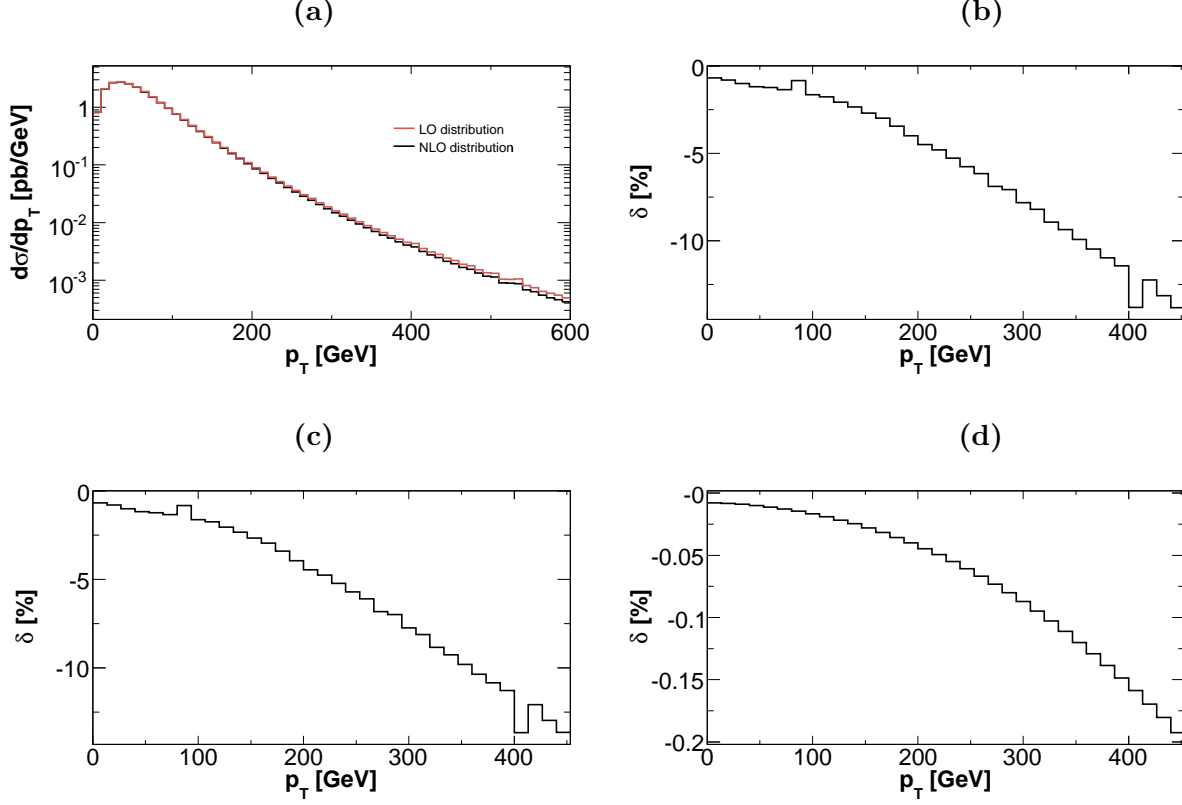 (a)
dσ/dp_T [pb/GeV]
1
10^-1
10^-2
10^-3
LO distribution
NLO distribution
0 200 400 600
p_T [GeV]
(b)
δ [%]
0
-5
-10
0 100 200 300 400
p_T [GeV]
(c)
δ [%]
0
-5
-10
0 100 200 300 400
p_T [GeV]
(d)
δ [%]
-0
-0.05
-0.1
-0.15
-0.2
0 100 200 300 400
p_T [GeV]